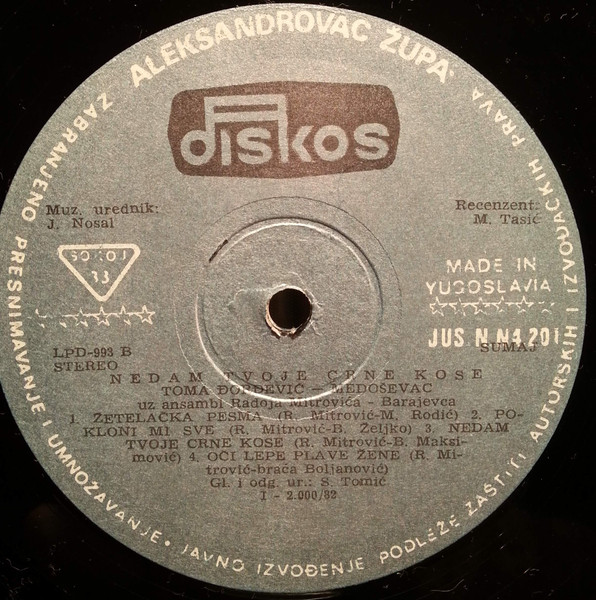 ALEKSANDROVAC ŽUPA
ZABRANJENO PRESNIMAVANJE I UMNOŽAVANJE • JAVNO IZVOĐENJE PODLEŽE ZAŠTITI AUTORSKIH I IZVOĐAČKIH PRAVA
diskos
Muz. urednik:
J. Nosal
Recenzent:
M. Tasić
SOKOJ
33
MADE IN
YUGOSLAVIA
JUS N.N4.201
SUMAJ
LPD-993 B
STEREO
NEDAM TVOJE CRNE KOSE
TOMA ĐORĐEVIĆ — MEDOŠEVAC
uz ansambl Radoja Mitrovića - Barajevca
1. ŽETELAČKA PESMA (R. Mitrović-M. Rodić) 2. PO-
KLONI MI SVE (R. Mitrović-B. Željko) 3. NEDAM
TVOJE CRNE KOSE (R. Mitrović-B. Maksi-
mović) 4. OČI LEPE PLAVE ŽENE (R. Mi-
trović-braća Boljanović)
Gl. i odg. ur.: S. Tomić
I - 2.000/82